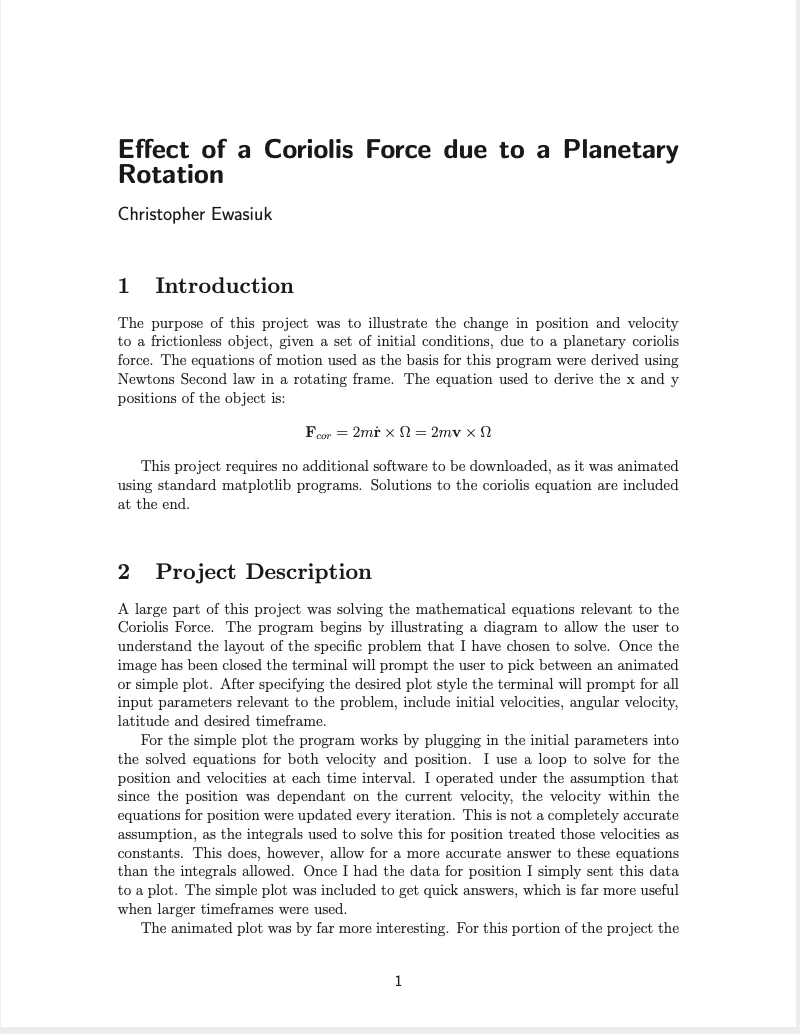 Effect of a Coriolis Force due to a Planetary
Rotation
Christopher Ewasiuk
1 Introduction
The purpose of this project was to illustrate the change in position and velocity
to a frictionless object, given a set of initial conditions, due to a planetary coriolis
force. The equations of motion used as the basis for this program were derived using
Newtons Second law in a rotating frame. The equation used to derive the x and y
positions of the object is:
F_cor = 2mṙ × Ω = 2mv × Ω
This project requires no additional software to be downloaded, as it was animated
using standard matplotlib programs. Solutions to the coriolis equation are included
at the end.
2 Project Description
A large part of this project was solving the mathematical equations relevant to the
Coriolis Force. The program begins by illustrating a diagram to allow the user to
understand the layout of the specific problem that I have chosen to solve. Once the
image has been closed the terminal will prompt the user to pick between an animated
or simple plot. After specifying the desired plot style the terminal will prompt for all
input parameters relevant to the problem, include initial velocities, angular velocity,
latitude and desired timeframe.
For the simple plot the program works by plugging in the initial parameters into
the solved equations for both velocity and position. I use a loop to solve for the
position and velocities at each time interval. I operated under the assumption that
since the position was dependant on the current velocity, the velocity within the
equations for position were updated every iteration. This is not a completely accurate
assumption, as the integrals used to solve this for position treated those velocities as
constants. This does, however, allow for a more accurate answer to these equations
than the integrals allowed. Once I had the data for position I simply sent this data
to a plot. The simple plot was included to get quick answers, which is far more useful
when larger timeframes were used.
The animated plot was by far more interesting. For this portion of the project the
1